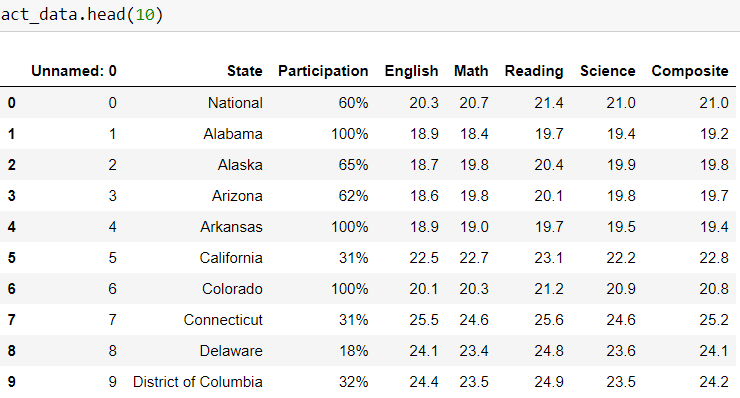 act_data.head(10)
Unnamed: 0 State Participation English Math Reading Science Composite
0 0 National 60% 20.3 20.7 21.4 21.0 21.0
1 1 Alabama 100% 18.9 18.4 19.7 19.4 19.2
2 2 Alaska 65% 18.7 19.8 20.4 19.9 19.8
3 3 Arizona 62% 18.6 19.8 20.1 19.8 19.7
4 4 Arkansas 100% 18.9 19.0 19.7 19.5 19.4
5 5 California 31% 22.5 22.7 23.1 22.2 22.8
6 6 Colorado 100% 20.1 20.3 21.2 20.9 20.8
7 7 Connecticut 31% 25.5 24.6 25.6 24.6 25.2
8 8 Delaware 18% 24.1 23.4 24.8 23.6 24.1
9 9 District of Columbia 32% 24.4 23.5 24.9 23.5 24.2